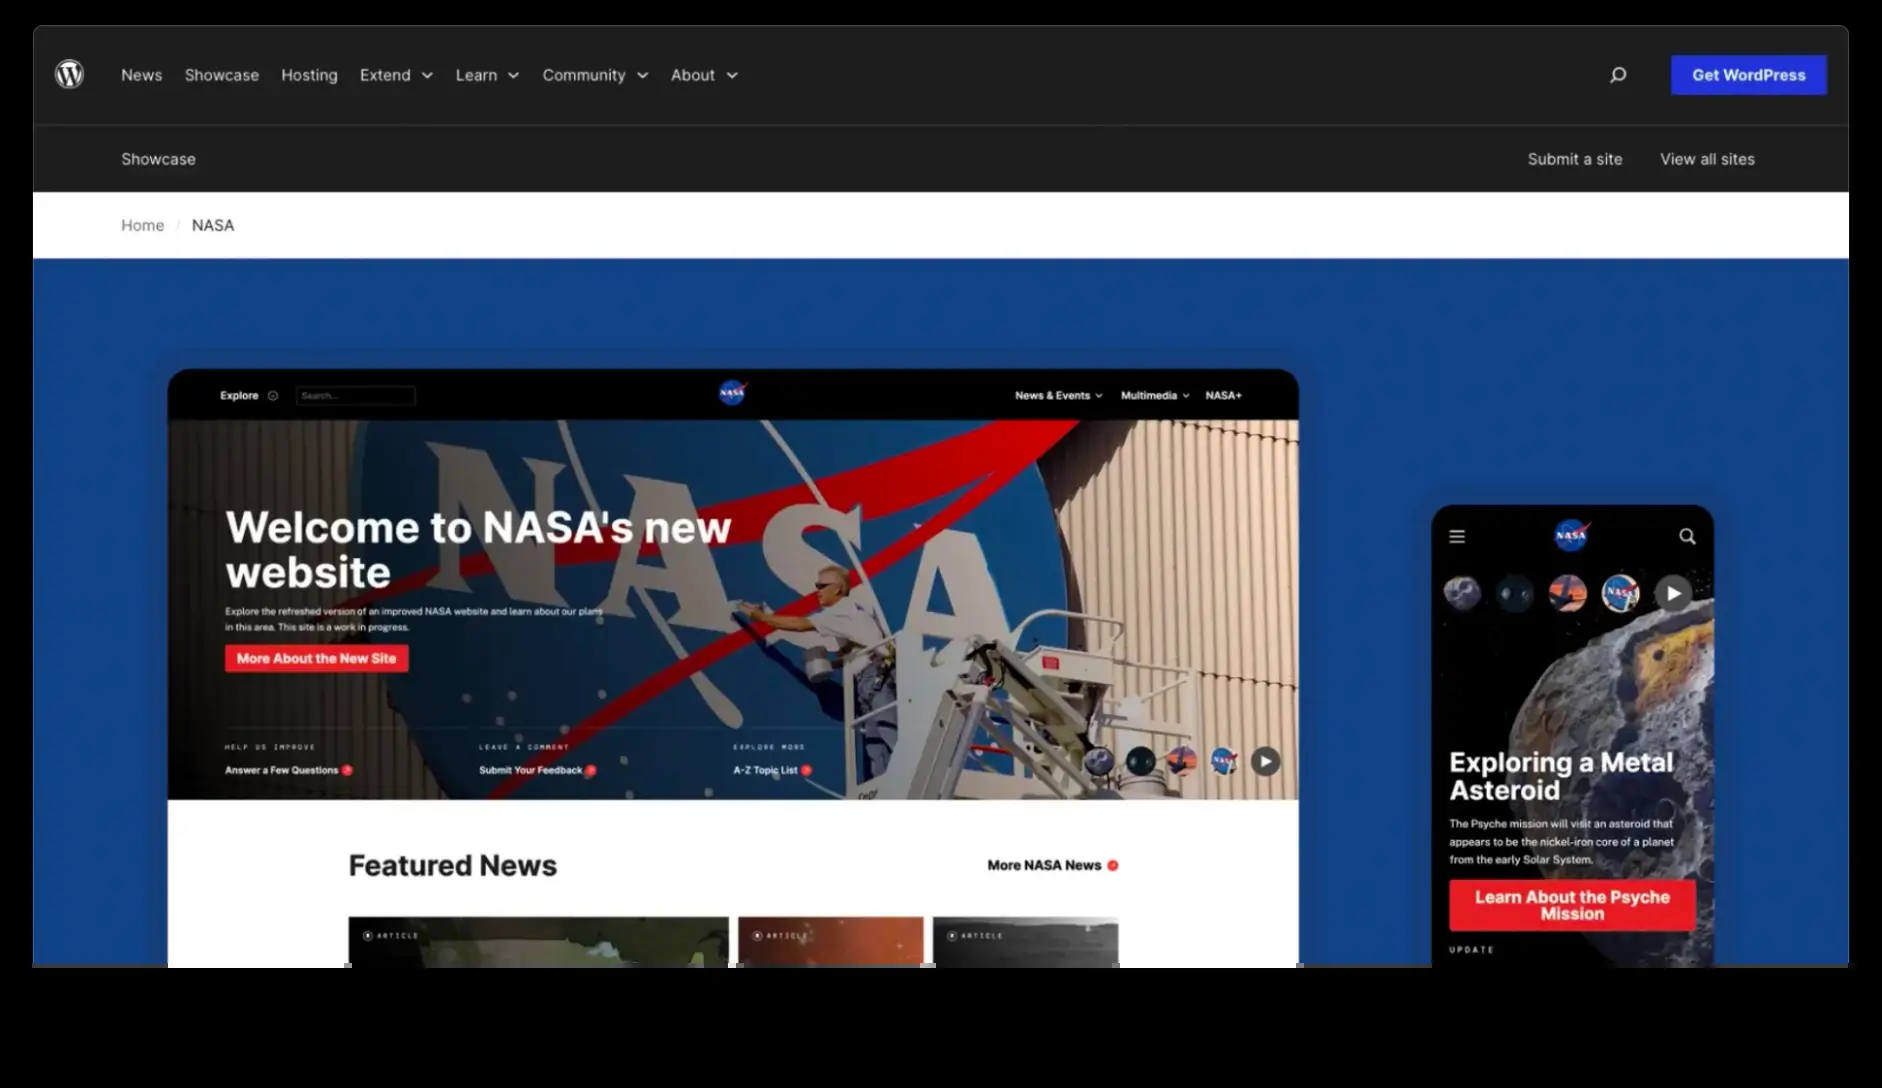 News Showcase Hosting Extend Learn Community About
Get WordPress
Showcase
Submit a site View all sites
Home / NASA
Explore Search... NASA News & Events Multimedia NASA+
NASA
Welcome to NASA's new
website
Explore the refreshed version of an improved NASA website and learn about our plans
in this area. This site is a work in progress.
More About the New Site
HELP US IMPROVE
Answer a Few Questions
LEAVE A COMMENT
Submit Your Feedback
EXPLORE MORE
A-Z Topic List
Featured News
More NASA News
ARTICLE
ARTICLE
ARTICLE
NASA
NASA
Exploring a Metal
Asteroid
The Psyche mission will visit an asteroid that
appears to be the nickel-iron core of a planet
from the early Solar System.
Learn About the Psyche
Mission
UPDATE